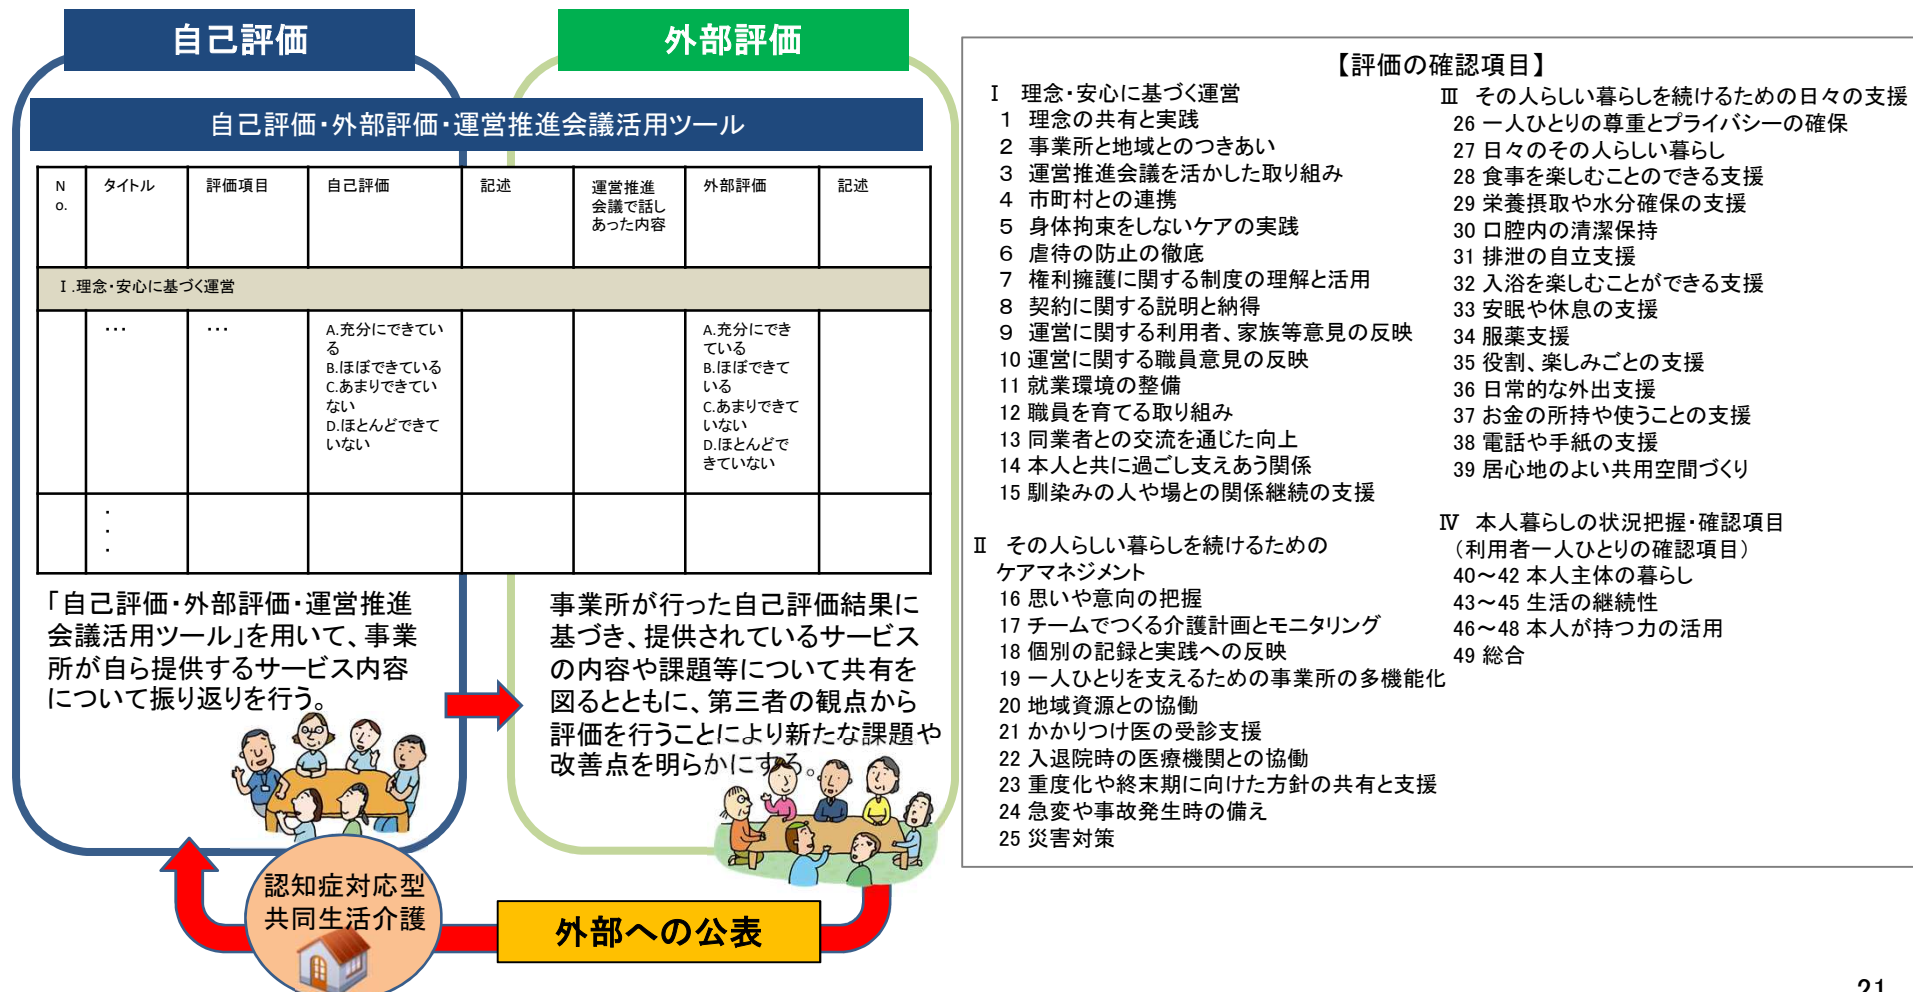 自己評価
外部評価
自己評価・外部評価・運営推進会議活用ツール
N
o.
タイトル
評価項目
自己評価
記述
運営推進
会議で話し
あった内容
外部評価
記述
Ⅰ.理念・安心に基づく運営
・・・
・・・
A.充分にできてい
る
B.ほぼできている
C.あまりできてい
ない
D.ほとんどできて
いない
A.充分にでき
ている
B.ほぼできて
いる
C.あまりできて
いない
D.ほとんどで
きていない
・
・
・
「自己評価・外部評価・運営推進
会議活用ツール」を用いて、事業
所が自ら提供するサービス内容
について振り返りを行う。
事業所が行った自己評価結果に
基づき、提供されているサービス
の内容や課題等について共有を
図るとともに、第三者の観点から
評価を行うことにより新たな課題や
改善点を明らかにする。
認知症対応型
共同生活介護
外部への公表
【評価の確認項目】
Ⅰ 理念・安心に基づく運営
1 理念の共有と実践
2 事業所と地域とのつきあい
3 運営推進会議を活かした取り組み
4 市町村との連携
5 身体拘束をしないケアの実践
6 虐待の防止の徹底
7 権利擁護に関する制度の理解と活用
8 契約に関する説明と納得
9 運営に関する利用者、家族等意見の反映
10 運営に関する職員意見の反映
11 就業環境の整備
12 職員を育てる取り組み
13 同業者との交流を通じた向上
14 本人と共に過ごし支えあう関係
15 馴染みの人や場との関係継続の支援
Ⅱ その人らしい暮らしを続けるための
ケアマネジメント
16 思いや意向の把握
17 チームでつくる介護計画とモニタリング
18 個別の記録と実践への反映
19 一人ひとりを支えるための事業所の多機能化
20 地域資源との協働
21 かかりつけ医の受診支援
22 入退院時の医療機関との協働
23 重度化や終末期に向けた方針の共有と支援
24 急変や事故発生時の備え
25 災害対策
Ⅲ その人らしい暮らしを続けるための日々の支援
26 一人ひとりの尊重とプライバシーの確保
27 日々のその人らしい暮らし
28 食事を楽しむことのできる支援
29 栄養摂取や水分確保の支援
30 口腔内の清潔保持
31 排泄の自立支援
32 入浴を楽しむことができる支援
33 安眠や休息の支援
34 服薬支援
35 役割、楽しみごとの支援
36 日常的な外出支援
37 お金の所持や使うことの支援
38 電話や手紙の支援
39 居心地のよい共用空間づくり
Ⅳ 本人暮らしの状況把握・確認項目
(利用者一人ひとりの確認項目)
40～42 本人主体の暮らし
43～45 生活の継続性
46～48 本人が持つ力の活用
49 総合
21